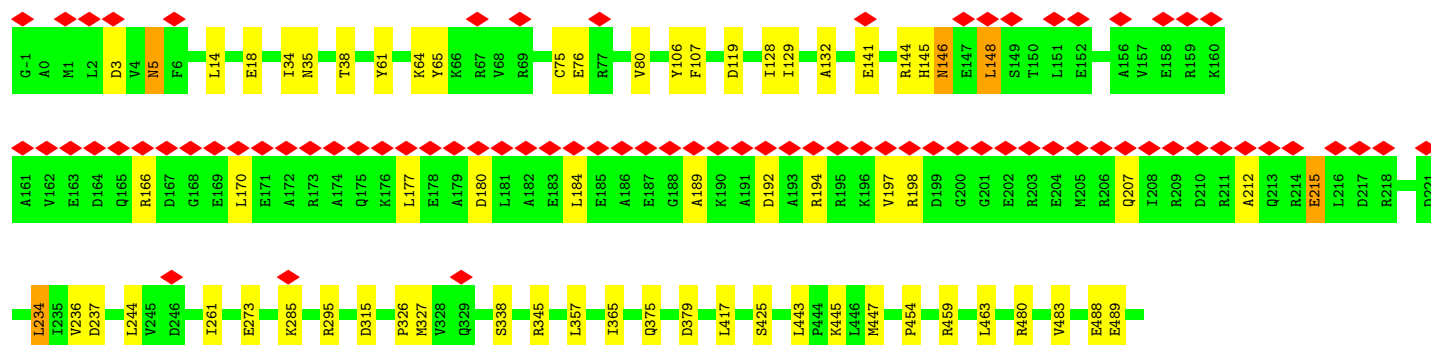 G-1 A0 M1 L2 D3 V4 N5 F6 L14 E18 I34 N35 T38 Y61 K64 Y65 K66 R67 V68 R69 C75 E76 R77 V80 Y106 F107 D119 I128 I129 A132 E141 R144 H145 N146 E147 L148 S149 T150 L151 E152 A156 V157 E158 R159 K160
A161 V162 E163 D164 Q165 R166 D167 G168 E169 L170 E171 A172 R173 A174 Q175 K176 L177 E178 A179 D180 L181 A182 E183 L184 E185 A186 E187 G188 A189 K190 A191 D192 A193 R194 R195 K196 V197 R198 D199 G200 G201 E202 R203 E204 M205 R206 Q207 I208 R209 D210 R211 A212 Q213 R214 E215 L216 D217 R218 D221
L234 I235 V236 D237 L244 V245 D246 I261 E273 K285 R295 D315 P326 M327 V328 Q329 S338 R345 L357 I365 Q375 D379 L417 S425 L443 P444 K445 L446 M447 P454 R459 L463 R480 V483 E488 E489